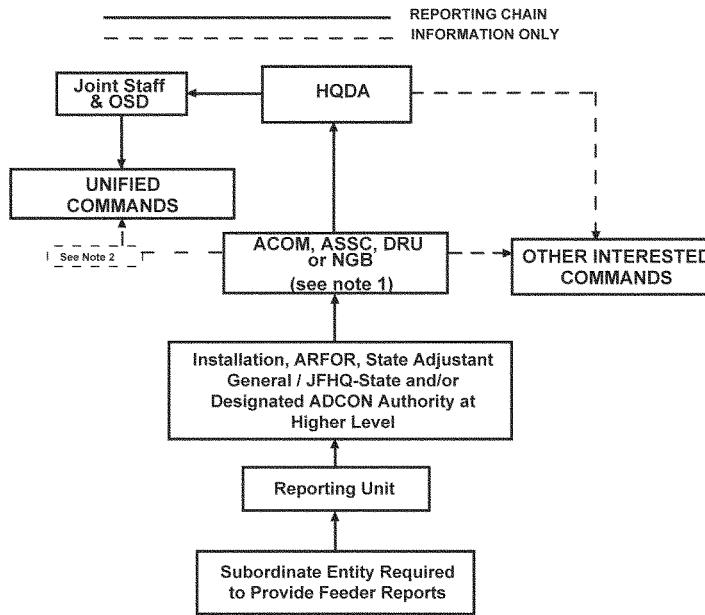 REPORTING CHAIN
INFORMATION ONLY
Joint Staff
& OSD
HQDA
UNIFIED
COMMANDS
See Note 2
ACOM, ASSC, DRU
or NGB
(see note 1)
OTHER INTERESTED
COMMANDS
Installation, ARFOR, State Adjustant
General / JFHQ-State and/or
Designated ADCON Authority at
Higher Level
Reporting Unit
Subordinate Entity Required
to Provide Feeder Reports